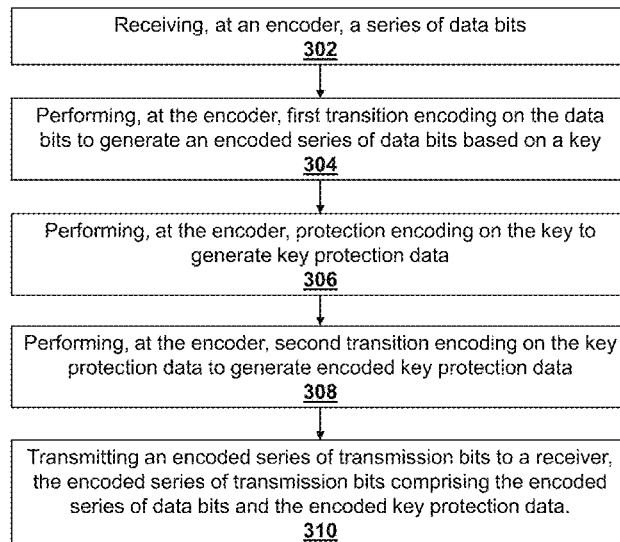 Receiving, at an encoder, a series of data bits
302
Performing, at the encoder, first transition encoding on the data
bits to generate an encoded series of data bits based on a key
304
Performing, at the encoder, protection encoding on the key to
generate key protection data
306
Performing, at the encoder, second transition encoding on the key
protection data to generate encoded key protection data
308
Transmitting an encoded series of transmission bits to a receiver,
the encoded series of transmission bits comprising the encoded
series of data bits and the encoded key protection data.
310